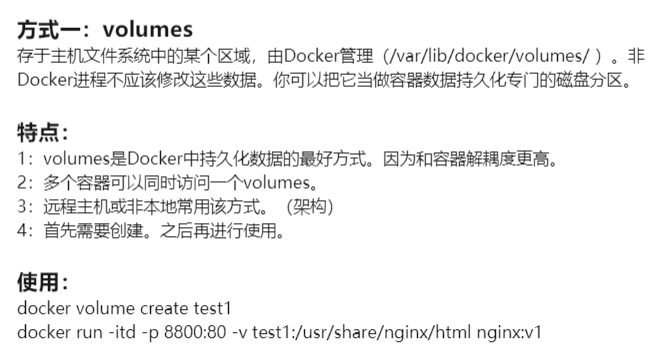 方式一：volumes
存于主机文件系统中的某个区域，由Docker管理（/var/lib/docker/volumes/ ）。非
Docker进程不应该修改这些数据。你可以把它当做容器数据持久化专门的磁盘分区。
特点：
1：volumes是Docker中持久化数据的最好方式。因为和容器解耦度更高。
2：多个容器可以同时访问一个volumes。
3：远程主机或非本地常用该方式。（架构）
4：首先需要创建。之后再进行使用。
使用：
docker volume create test1
docker run -itd -p 8800:80 -v test1:/usr/share/nginx/html nginx:v1